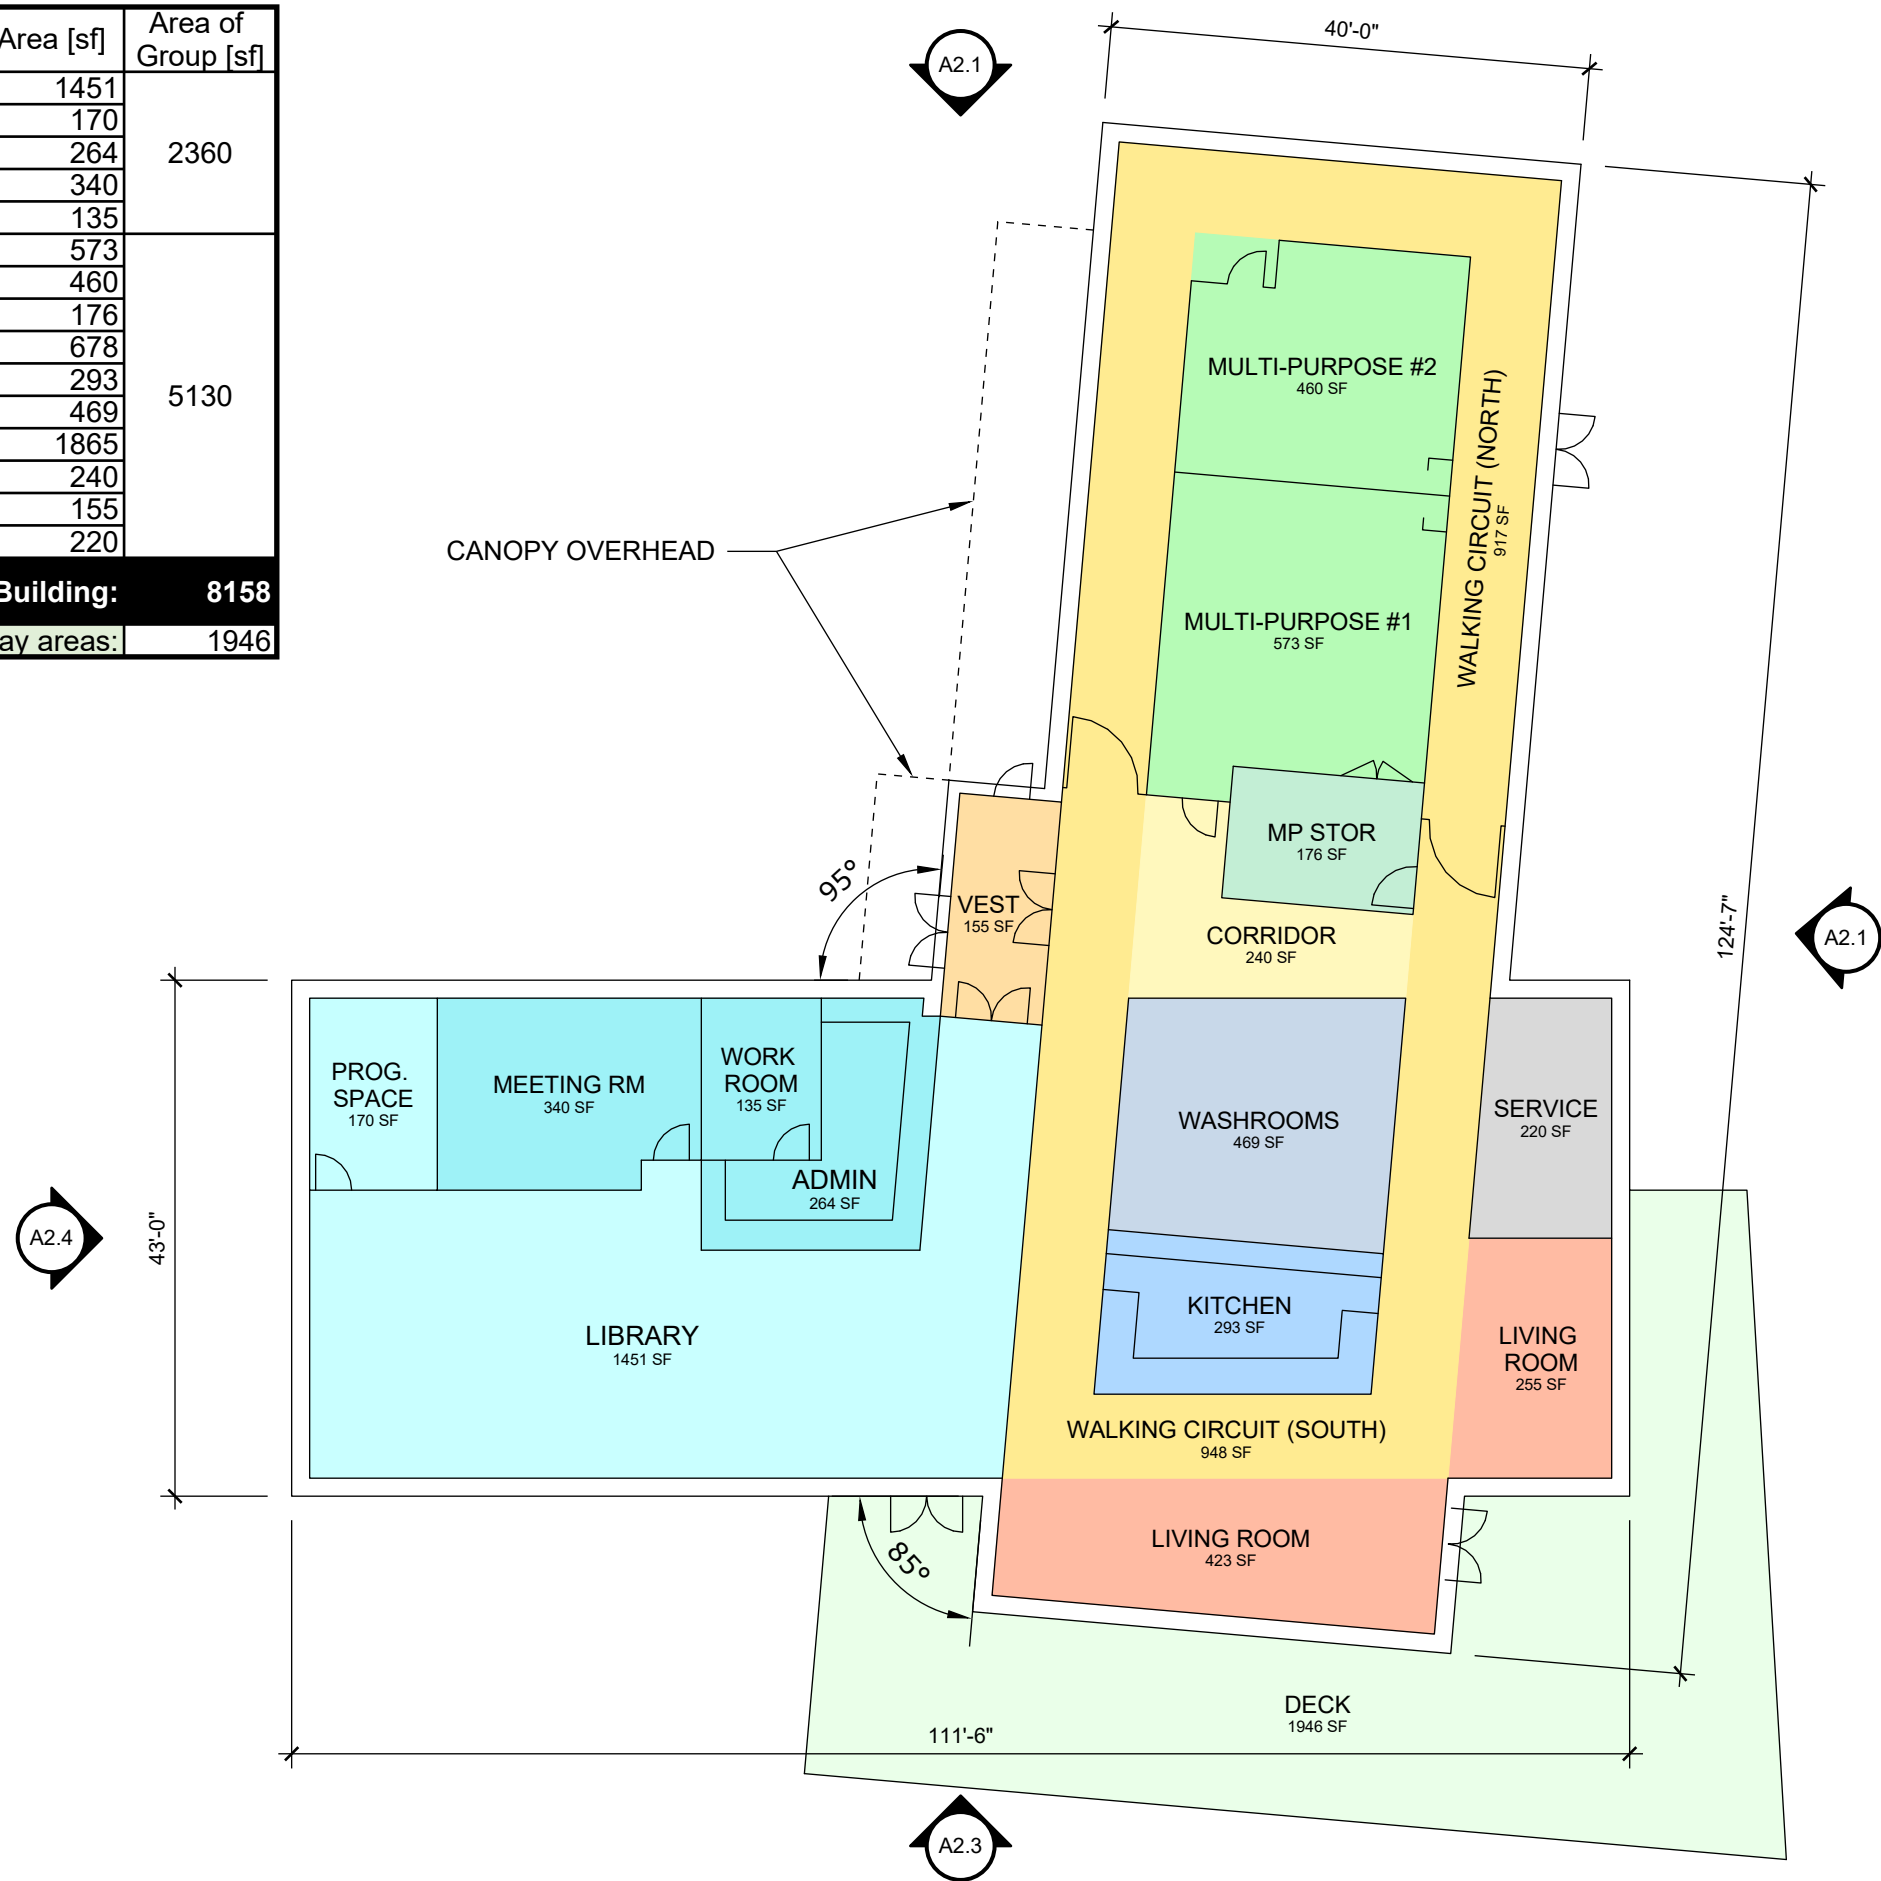 Area [sf]
Area of
Group [sf]
1451
170
264
340
135
2360
573
460
176
678
293
469
1865
240
155
220
5130
Building:
8158
ay areas:
1946
A2.1
40'-0"
CANOPY OVERHEAD
MULTI-PURPOSE #2
460 SF
WALKING CIRCUIT (NORTH)
917 SF
MULTI-PURPOSE #1
573 SF
MP STOR
176 SF
95°
VEST
155 SF
CORRIDOR
240 SF
124'-7"
A2.1
PROG.
SPACE
170 SF
MEETING RM
340 SF
WORK
ROOM
135 SF
ADMIN
264 SF
WASHROOMS
469 SF
SERVICE
220 SF
A2.4
43'-0"
LIBRARY
1451 SF
KITCHEN
293 SF
LIVING
ROOM
255 SF
WALKING CIRCUIT (SOUTH)
948 SF
LIVING ROOM
423 SF
85°
DECK
1946 SF
111'-6"
A2.3